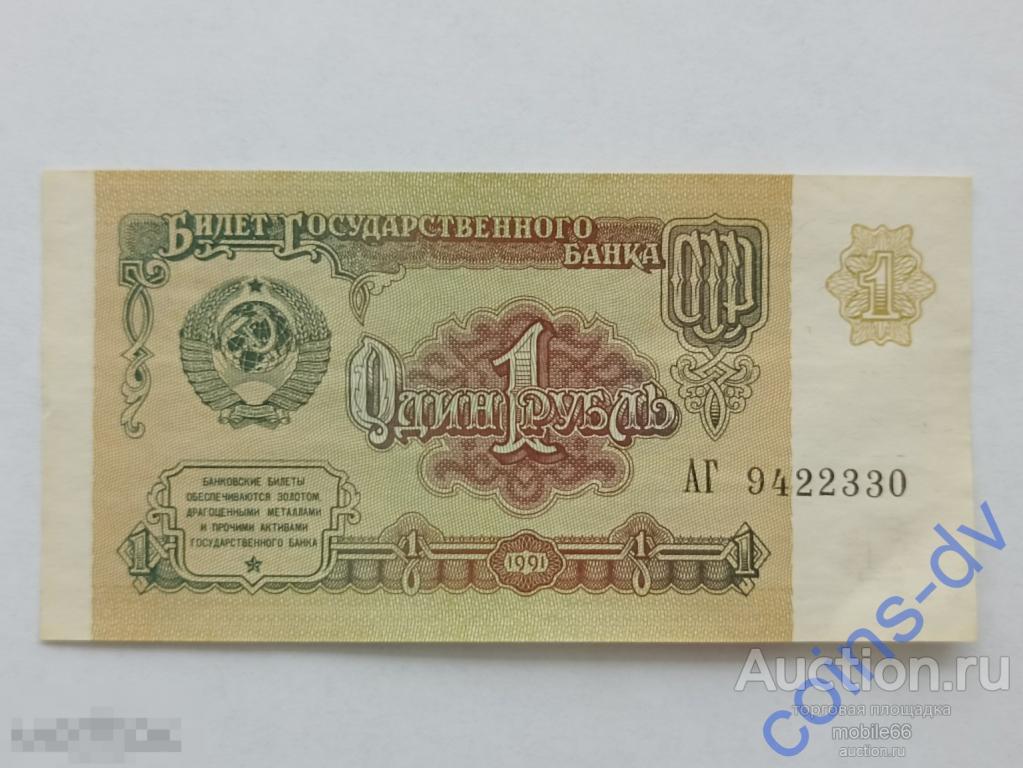 Билет Государственного
Банка СССР
1
Один 1 рубль
АГ 9422330
БАНКОВСКИЕ БИЛЕТЫ
ОБЕСПЕЧИВАЮТСЯ ЗОЛОТОМ,
ДРАГОЦЕННЫМИ МЕТАЛЛАМИ
И ПРОЧИМИ АКТИВАМИ
ГОСУДАРСТВЕННОГО БАНКА
1 1 1991 1 1
coins-dv
Auction.ru
торговая площадка
mobile66
auction.ru